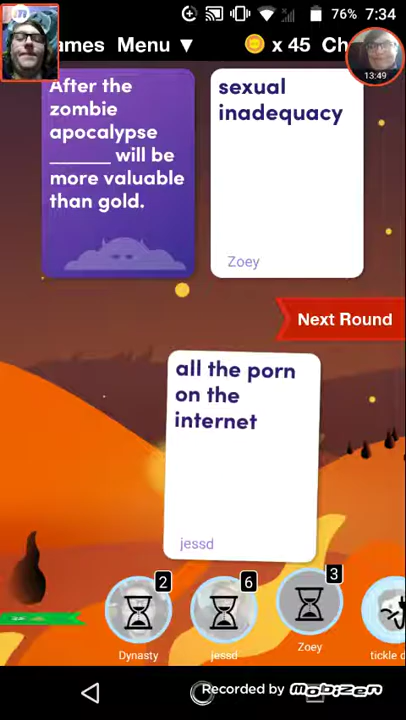 76% 7:34
ames Menu ▼ x 45 Ch
13:49
After the
zombie
apocalypse
______ will be
more valuable
than gold.
sexual
inadequacy
Zoey
Next Round
all the porn
on the
internet
jessd
2
6
3
Dynasty
jessd
Zoey
tickle d
Recorded by mobizen